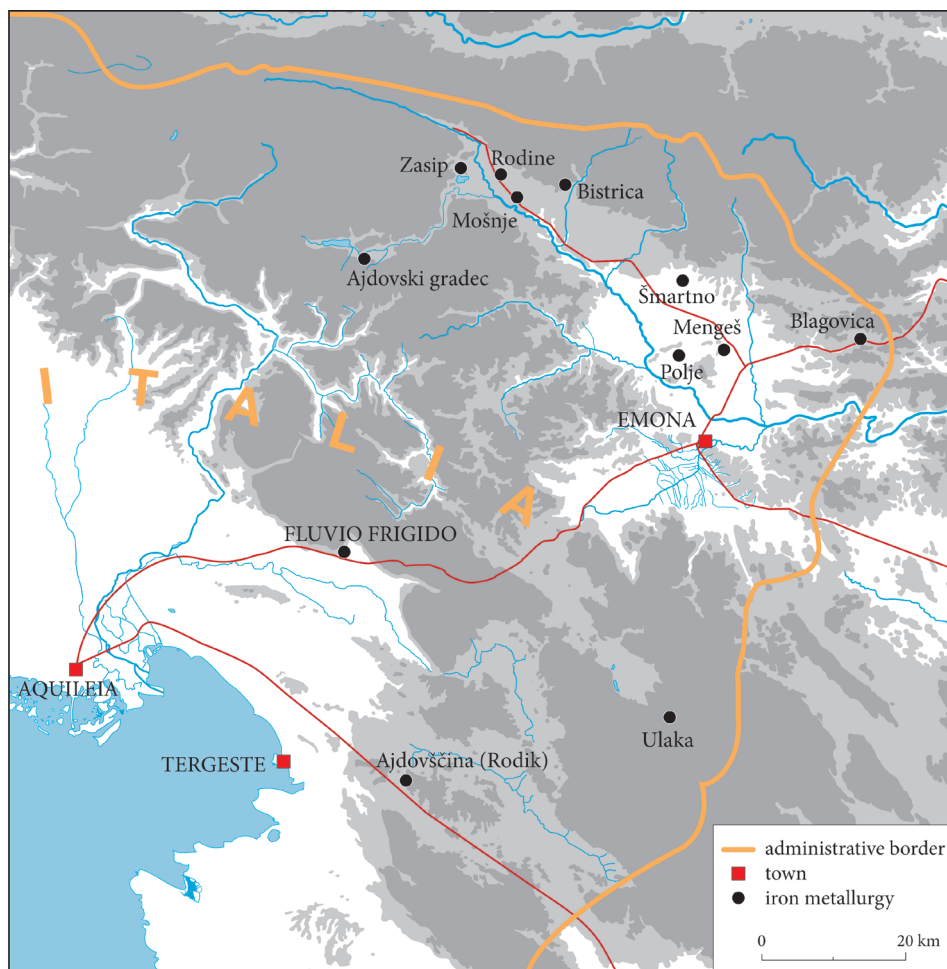 Zasip
Rodine
Bistrica
Mošnje
Ajdovski gradec
Šmartno
Mengeš
Blagovica
Polje
I T A L I A
EMONA
FLUVIO FRIGIDO
AQUILEIA
TERGESTE
Ajdovščina (Rodik)
Ulaka
administrative border
town
iron metallurgy
0 20 km